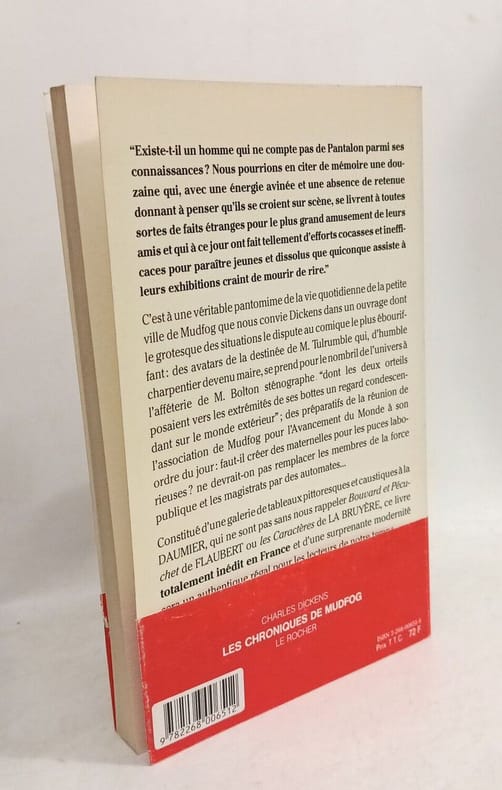 “Existe-t-il un homme qui ne compte pas de Pantalon parmi ses
connaissances? Nous pourrions en citer de mémoire une dou-
zaine qui, avec une énergie avinée et une absence de retenue
donnant à penser qu'ils se croient sur scène, se livrent à toutes
sortes de faits étranges pour le plus grand amusement de leurs
amis et qui à ce jour ont fait tellement d'efforts cocasses et ineffi-
caces pour paraître jeunes et dissolus que quiconque assiste à
leurs exhibitions craint de mourir de rire.”
C'est à une véritable pantomime de la vie quotidienne de la petite
ville de Mudfog que nous convie Dickens dans un ouvrage dont
le grotesque des situations le dispute au comique le plus ébourif-
fant: des avatars de la destinée de M. Tulrumble qui, d'humble
charpentier devenu maire, se prend pour le nombril de l'univers à
l'afféterie de M. Bolton sténographe “dont les deux orteils
posaient vers les extrémités de ses bottes un regard condescen-
dant sur le monde extérieur”; des préparatifs de la réunion de
l'association de Mudfog pour l'Avancement du Monde à son
ordre du jour: faut-il créer des maternelles pour les puces labo-
rieuses? ne devrait-on pas remplacer les membres de la force
publique et les magistrats par des automates...
Constitué d'une galerie de tableaux pittoresques et caustiques à la
DAUMIER, qui ne sont pas sans nous rappeler Bouvard et Pécu-
chet de FLAUBERT ou les Caractères de LA BRUYÈRE, ce livre
totalement inédit en France et d'une surprenante modernité
un authentique régal pour les lecteurs de notre
CHARLES DICKENS
LES CHRONIQUES DE MUDFOG
LE ROCHER
ISBN
Prix T T C 72 F
9 782268 006512